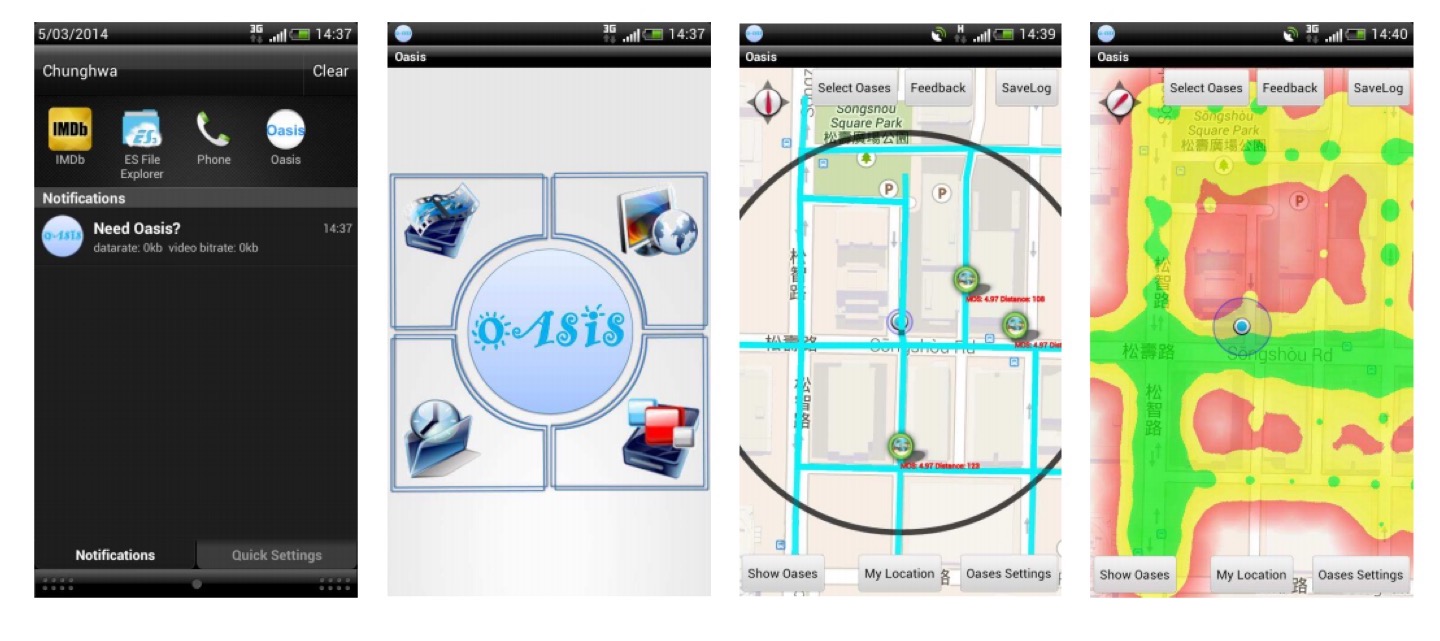 5/03/2014
3G
14:37
Chunghwa
Clear
IMDb
Oasis
IMDb
ES File
Explorer
Phone
Oasis
Notifications
OASIS
Need Oasis?
14:37
datarate: 0kb video bitrate: 0kb
Notifications
Quick Settings
3G
14:37
Oasis
OASIS
H
14:39
Oasis
Select Oases
Feedback
SaveLog
Songshou
Square Park
松壽廣場公園
P
P
松智路
MOS: 4.97 Distance: 108
松壽路
Songshou Rd
MOS: 4.97 Dist
松智路
MOS: 4.97 Distance: 123
Show Oases
My Location
路
Oases Settings
3G
14:40
Oasis
Select Oases
Feedback
SaveLog
Songshou
Square Park
松壽廣場公園
P
松智路
松壽路
Songshou Rd
松智路
Show Oases
My Location
路
Oases Settings